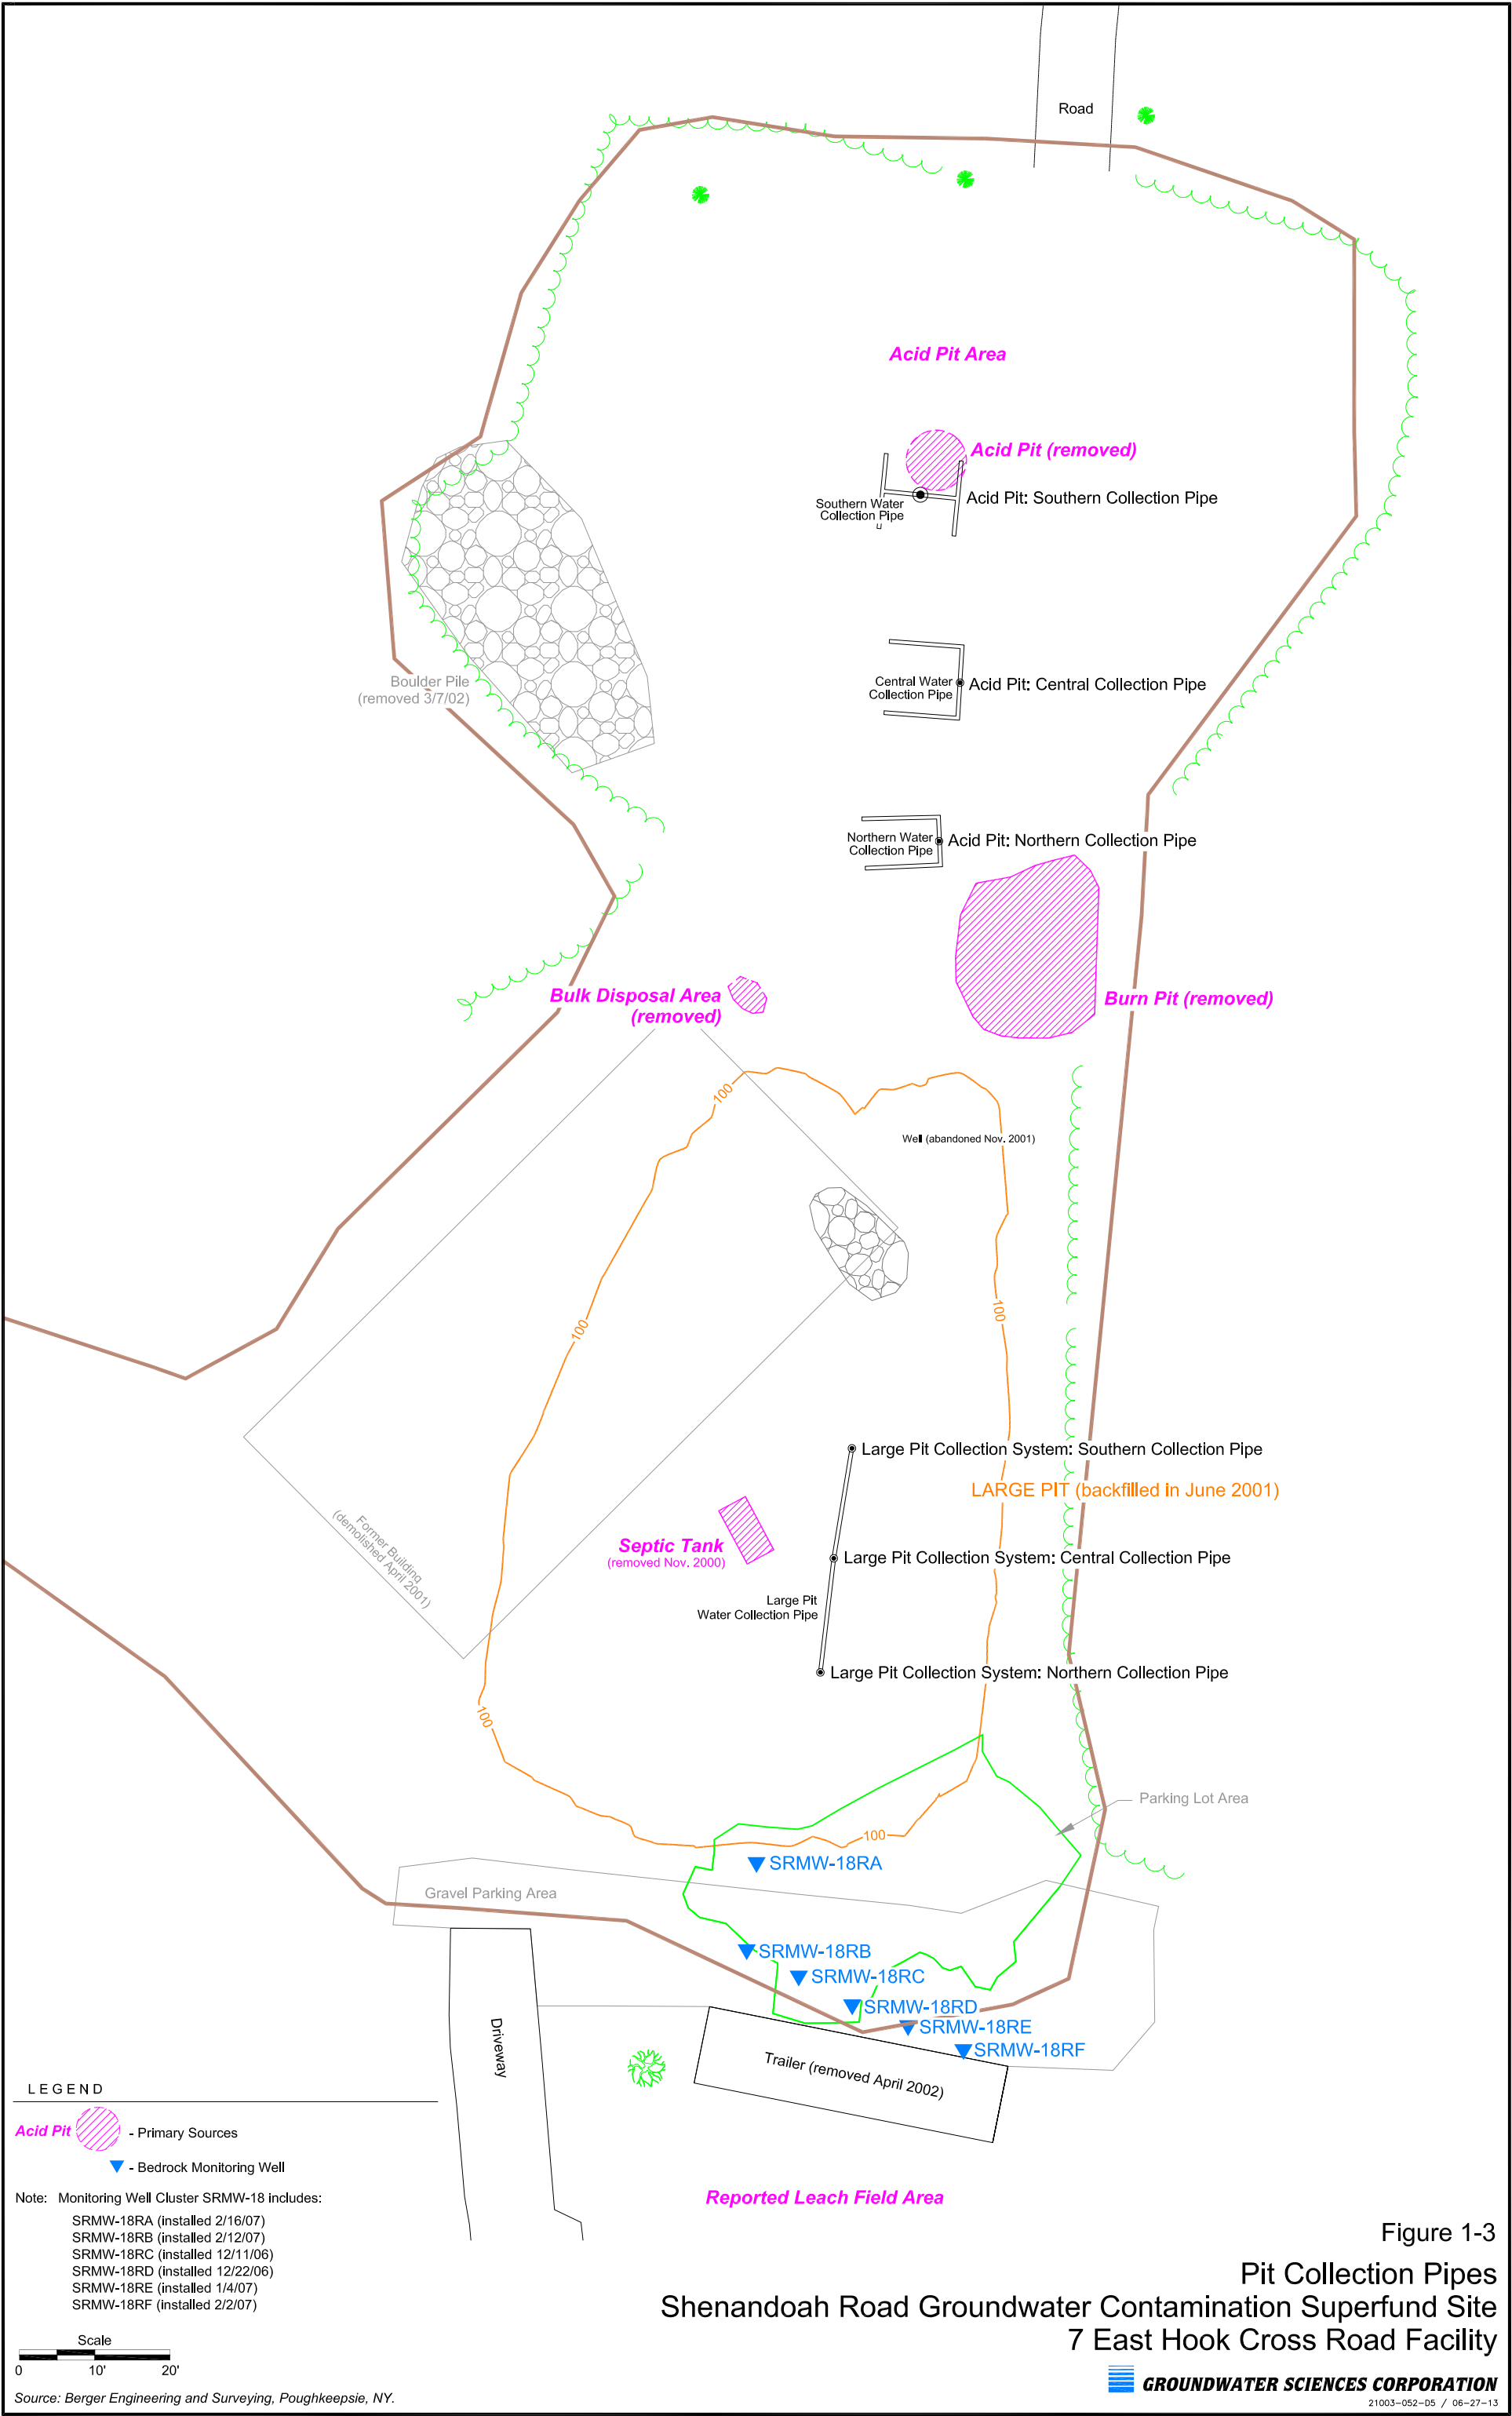 Road
Acid Pit Area
Acid Pit (removed)
Acid Pit: Southern Collection Pipe
Southern Water
Collection Pipe
Boulder Pile
(removed 3/7/02)
Central Water
Collection Pipe
Acid Pit: Central Collection Pipe
Northern Water
Collection Pipe
Acid Pit: Northern Collection Pipe
Bulk Disposal Area
(removed)
Burn Pit (removed)
100
Well (abandoned Nov. 2001)
100
100
Large Pit Collection System: Southern Collection Pipe
LARGE PIT (backfilled in June 2001)
Former Building
(demolished April 2001)
Septic Tank
(removed Nov. 2000)
Large Pit Collection System: Central Collection Pipe
Large Pit
Water Collection Pipe
Large Pit Collection System: Northern Collection Pipe
100
Parking Lot Area
100
SRMW-18RA
Gravel Parking Area
SRMW-18RB
SRMW-18RC
SRMW-18RD
SRMW-18RE
SRMW-18RF
Driveway
Trailer (removed April 2002)
LEGEND
Acid Pit - Primary Sources
- Bedrock Monitoring Well
Note: Monitoring Well Cluster SRMW-18 includes:
SRMW-18RA (installed 2/16/07)
SRMW-18RB (installed 2/12/07)
SRMW-18RC (installed 12/11/06)
SRMW-18RD (installed 12/22/06)
SRMW-18RE (installed 1/4/07)
SRMW-18RF (installed 2/2/07)
Reported Leach Field Area
Scale
0 10' 20'
Source: Berger Engineering and Surveying, Poughkeepsie, NY.
Figure 1-3
Pit Collection Pipes
Shenandoah Road Groundwater Contamination Superfund Site
7 East Hook Cross Road Facility
GROUNDWATER SCIENCES CORPORATION
21003-052-D5 / 06-27-13